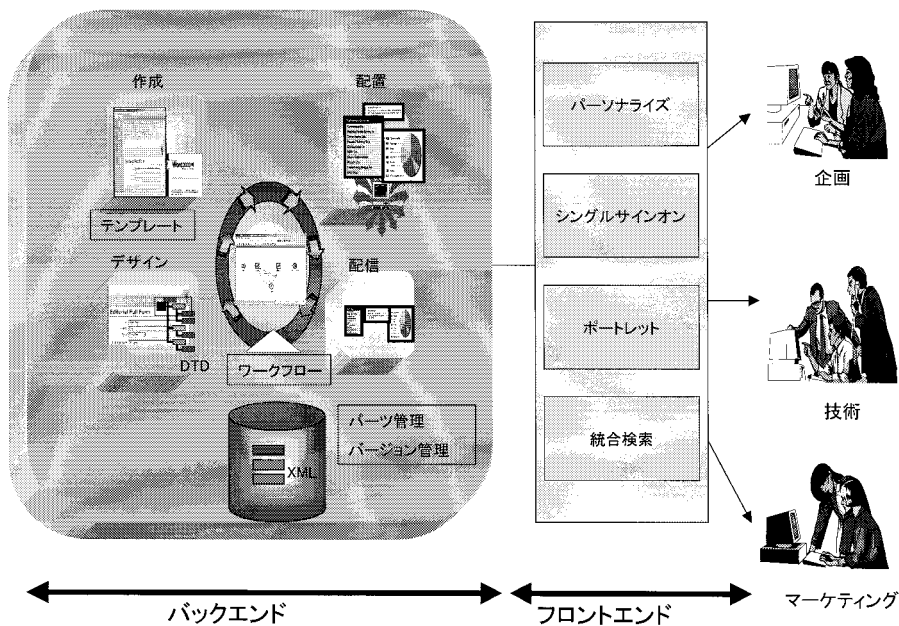 作成
配置
テンプレート
デザイン
配信
Editorial Pull Form
DTD
ワークフロー
パーツ管理
バージョン管理
XML
パーソナライズ
シングルサインオン
ポートレット
統合検索
企画
技術
マーケティング
バックエンド
フロントエンド